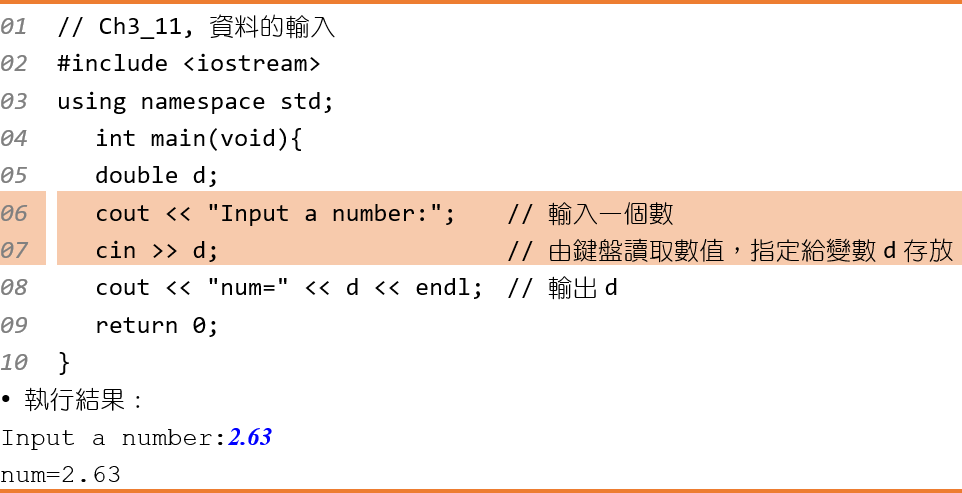 01 // Ch3_11, 資料的輸入
02 #include <iostream>
03 using namespace std;
04 int main(void){
05 double d;
06 cout << "Input a number:"; // 輸入一個數
07 cin >> d; // 由鍵盤讀取數值，指定給變數 d 存放
08 cout << "num=" << d << endl; // 輸出 d
09 return 0;
10 }
• 執行結果：
Input a number:2.63
num=2.63